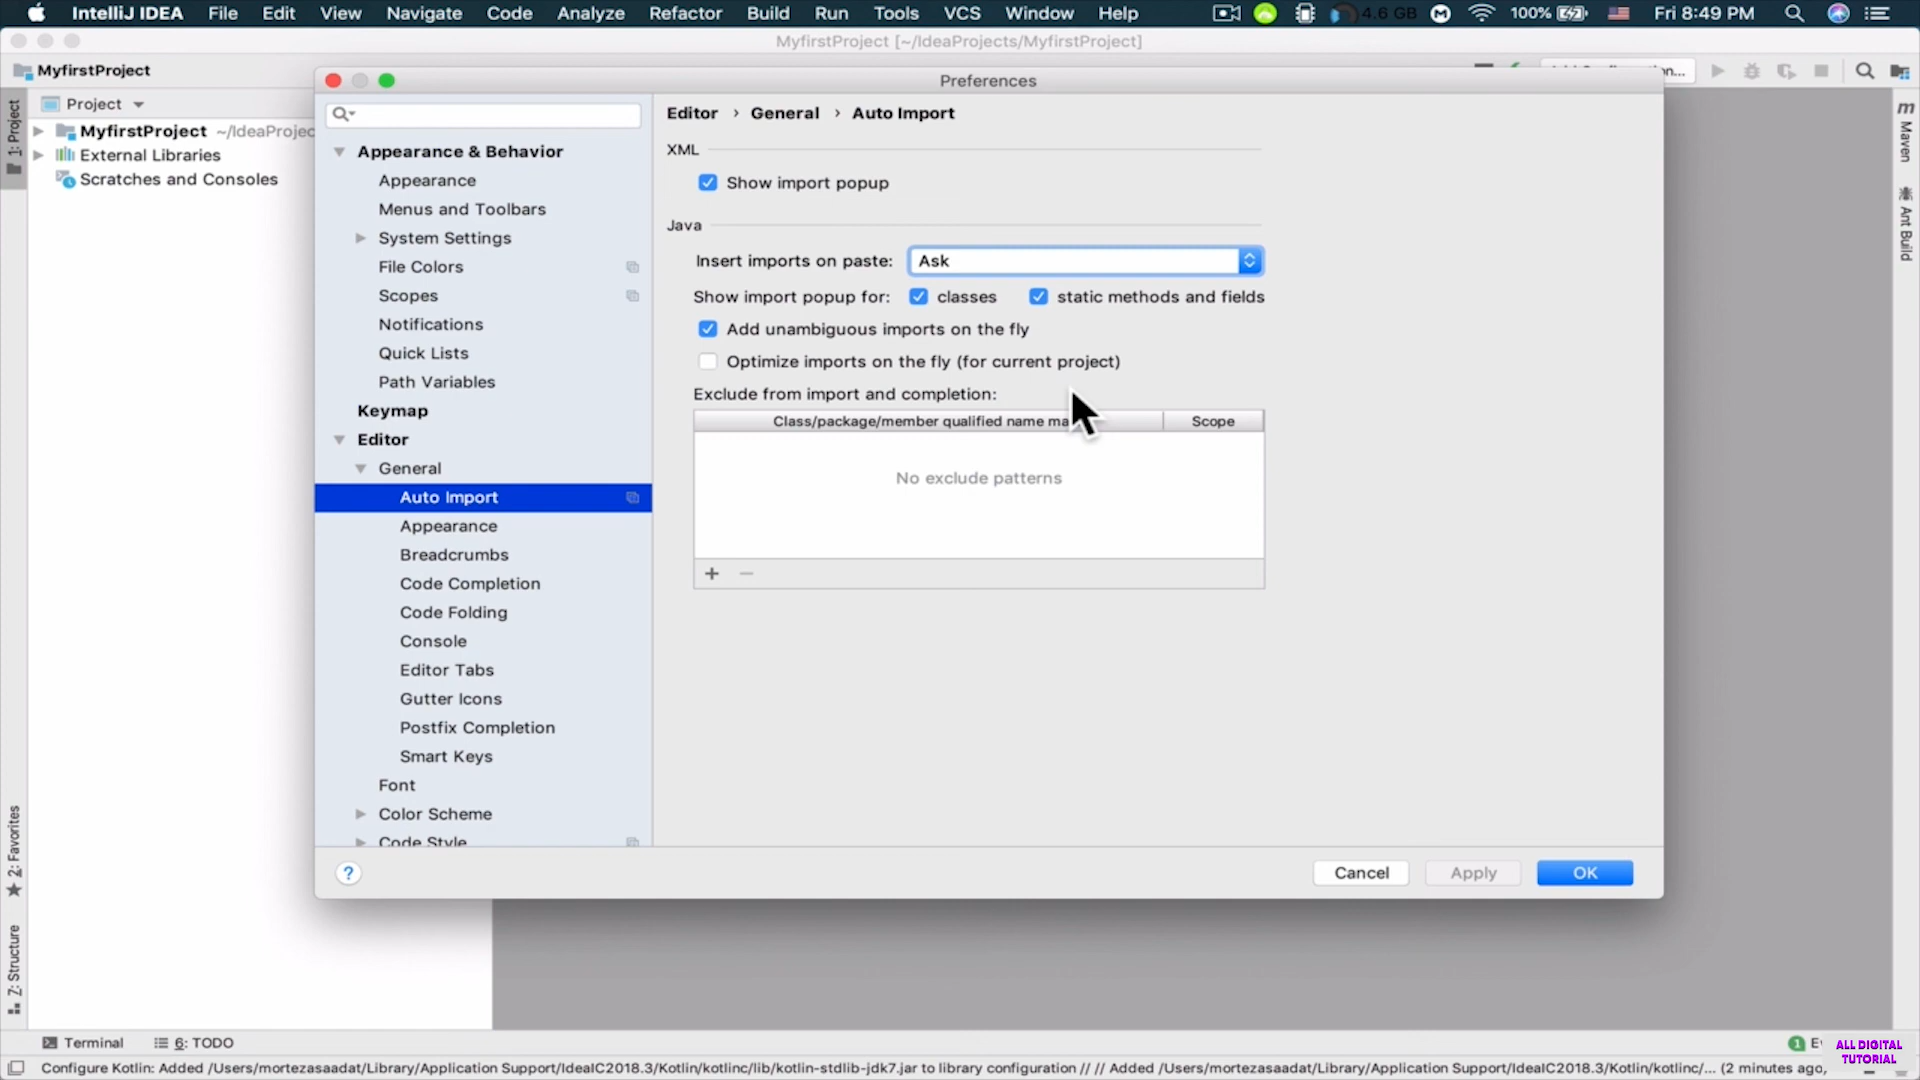 IntelliJ IDEA File Edit View Navigate Code Analyze Refactor Build Run Tools VCS Window Help 4.6 GB 100% Fri 8:49 PM
MyfirstProject [~/IdeaProjects/MyfirstProject]
MyfirstProject
Preferences
1: Project
Project
MyfirstProject ~/IdeaProjec
External Libraries
Scratches and Consoles
2: Favorites
Z: Structure
Appearance & Behavior
Appearance
Menus and Toolbars
System Settings
File Colors
Scopes
Notifications
Quick Lists
Path Variables
Keymap
Editor
General
Auto Import
Appearance
Breadcrumbs
Code Completion
Code Folding
Console
Editor Tabs
Gutter Icons
Postfix Completion
Smart Keys
Font
Color Scheme
Code Style
Editor › General › Auto Import
XML
Show import popup
Java
Insert imports on paste: Ask
Show import popup for: classes static methods and fields
Add unambiguous imports on the fly
Optimize imports on the fly (for current project)
Exclude from import and completion:
Class/package/member qualified name ma Scope
No exclude patterns
+ −
? Cancel Apply OK
m Maven
Ant Build
Terminal 6: TODO 1
Configure Kotlin: Added /Users/mortezasaadat/Library/Application Support/IdeaIC2018.3/Kotlin/kotlinc/lib/kotlin-stdlib-jdk7.jar to library configuration // // Added /Users/mortezasaadat/Library/Application Support/IdeaIC2018.3/Kotlin/kotlinc/... (2 minutes ago)
ALL DIGITAL
TUTORIAL